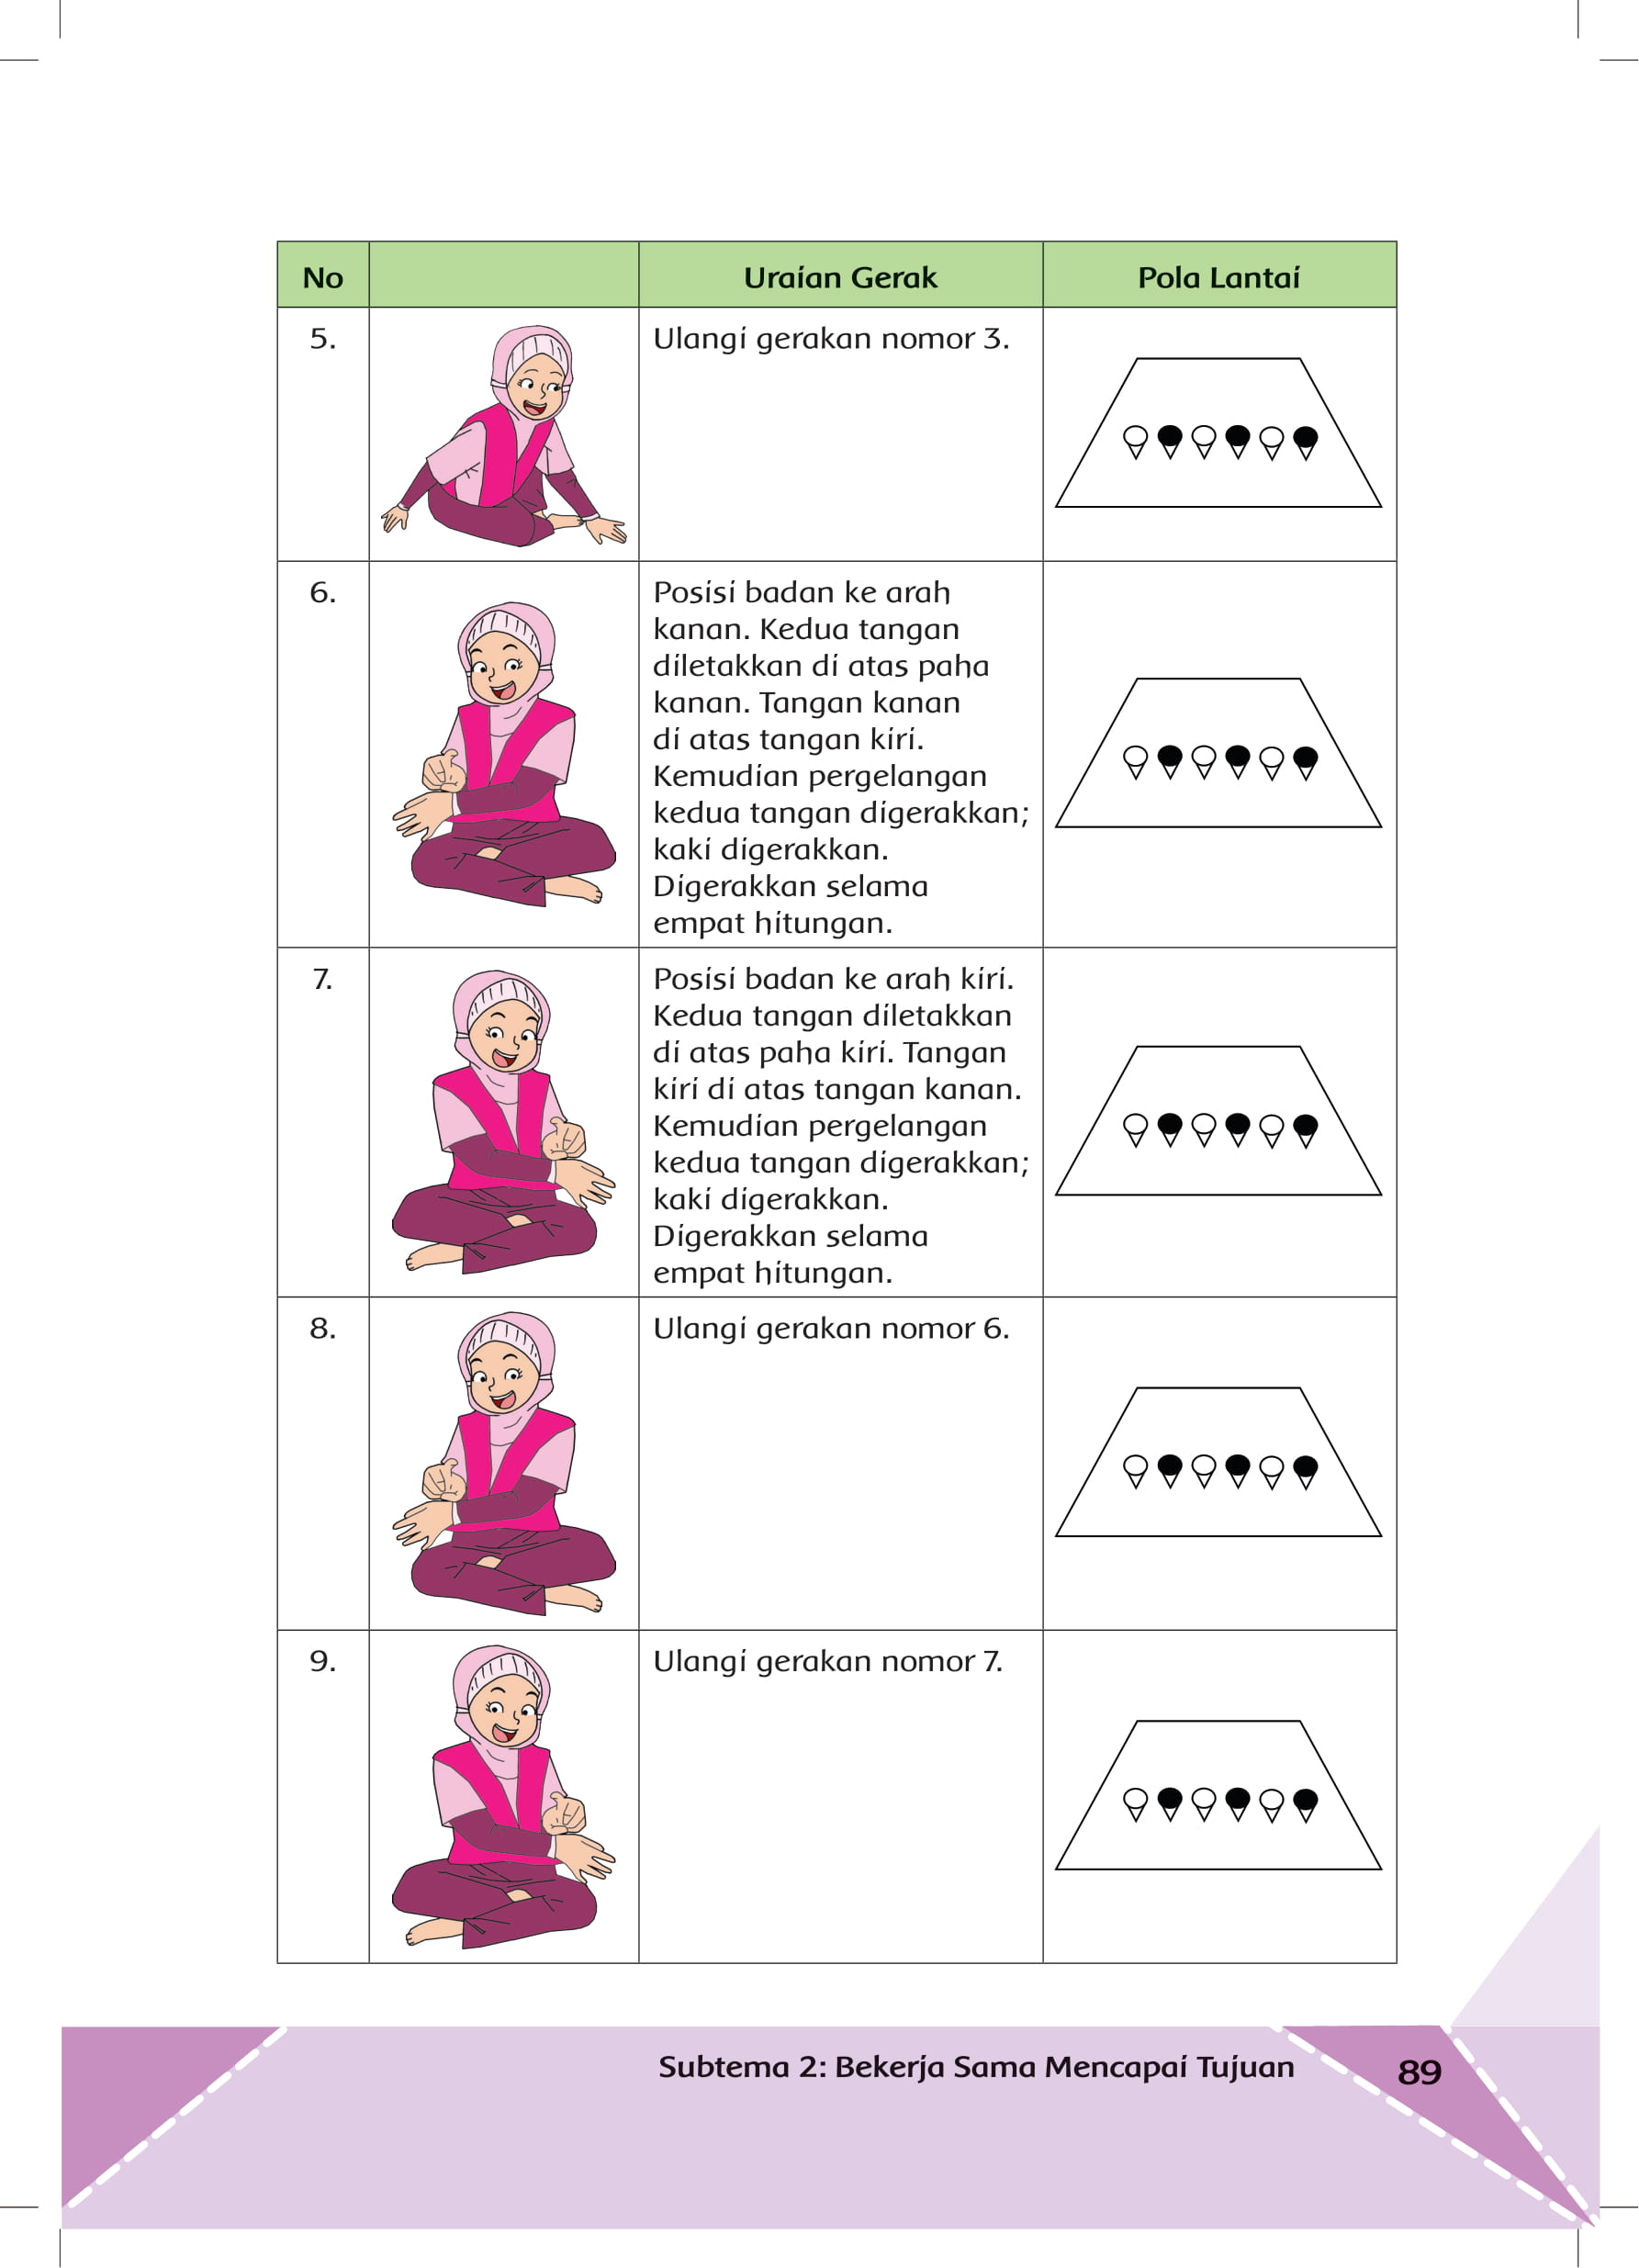 No Uraian Gerak Pola Lantai
5. Ulangi gerakan nomor 3.
6. Posisi badan ke arah
kanan. Kedua tangan
diletakkan di atas paha
kanan. Tangan kanan
di atas tangan kiri.
Kemudian pergelangan
kedua tangan digerakkan;
kaki digerakkan.
Digerakkan selama
empat hitungan.
7. Posisi badan ke arah kiri.
Kedua tangan diletakkan
di atas paha kiri. Tangan
kiri di atas tangan kanan.
Kemudian pergelangan
kedua tangan digerakkan;
kaki digerakkan.
Digerakkan selama
empat hitungan.
8. Ulangi gerakan nomor 6.
9. Ulangi gerakan nomor 7.
Subtema 2: Bekerja Sama Mencapai Tujuan 89